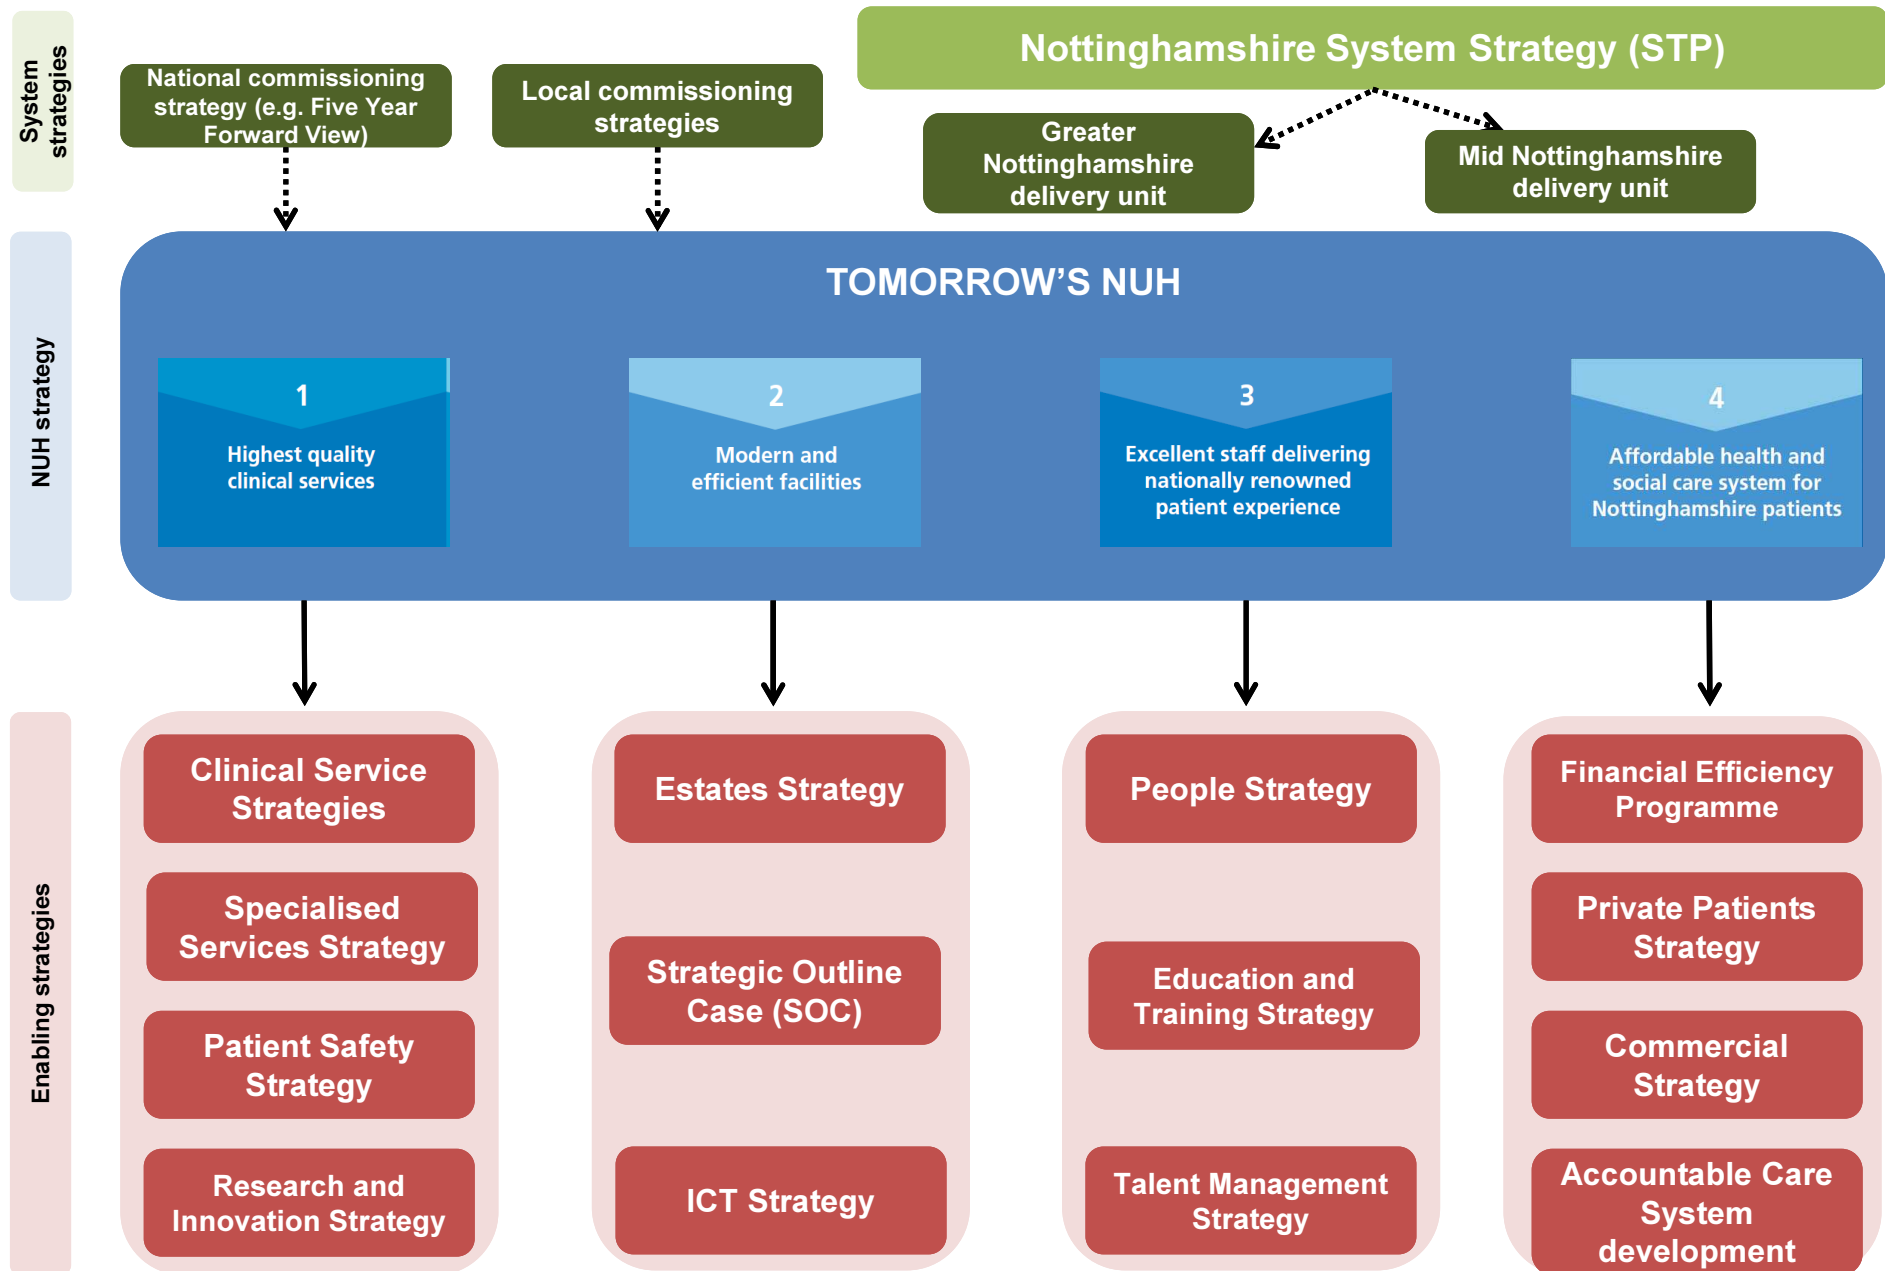 System
strategies
Nottinghamshire System Strategy (STP)
National commissioning
strategy (e.g. Five Year
Forward View)
Local commissioning
strategies
Greater
Nottinghamshire
delivery unit
Mid Nottinghamshire
delivery unit
NUH strategy
TOMORROW'S NUH
1
Highest quality
clinical services
2
Modern and
efficient facilities
3
Excellent staff delivering
nationally renowned
patient experience
4
Affordable health and
social care system for
Nottinghamshire patients
Enabling strategies
Clinical Service
Strategies
Specialised
Services Strategy
Patient Safety
Strategy
Research and
Innovation Strategy
Estates Strategy
Strategic Outline
Case (SOC)
ICT Strategy
People Strategy
Education and
Training Strategy
Talent Management
Strategy
Financial Efficiency
Programme
Private Patients
Strategy
Commercial
Strategy
Accountable Care
System
development